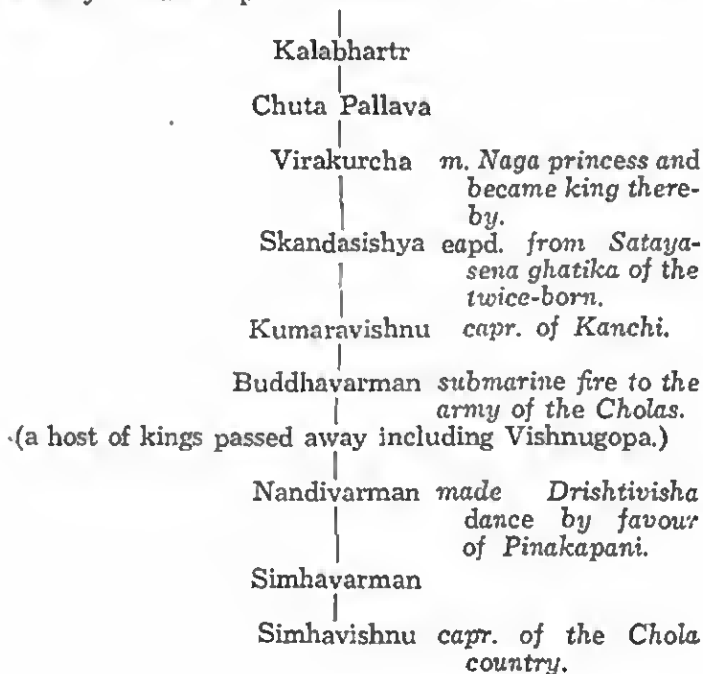 Kalabhartr
Chuta Pallava
Virakurcha m. Naga princess and
became king there-
by.
Skandasishya eapd. from Sataya-
sena ghatika of the
twice-born.
Kumaravishnu capr. of Kanchi.
Buddhavarman submarine fire to the
army of the Cholas.
(a host of kings passed away including Vishnugopa.)
Nandivarman made Drishtivisha
dance by favour
of Pinakapani.
Simhavarman
Simhavishnu capr. of the Chola
country.